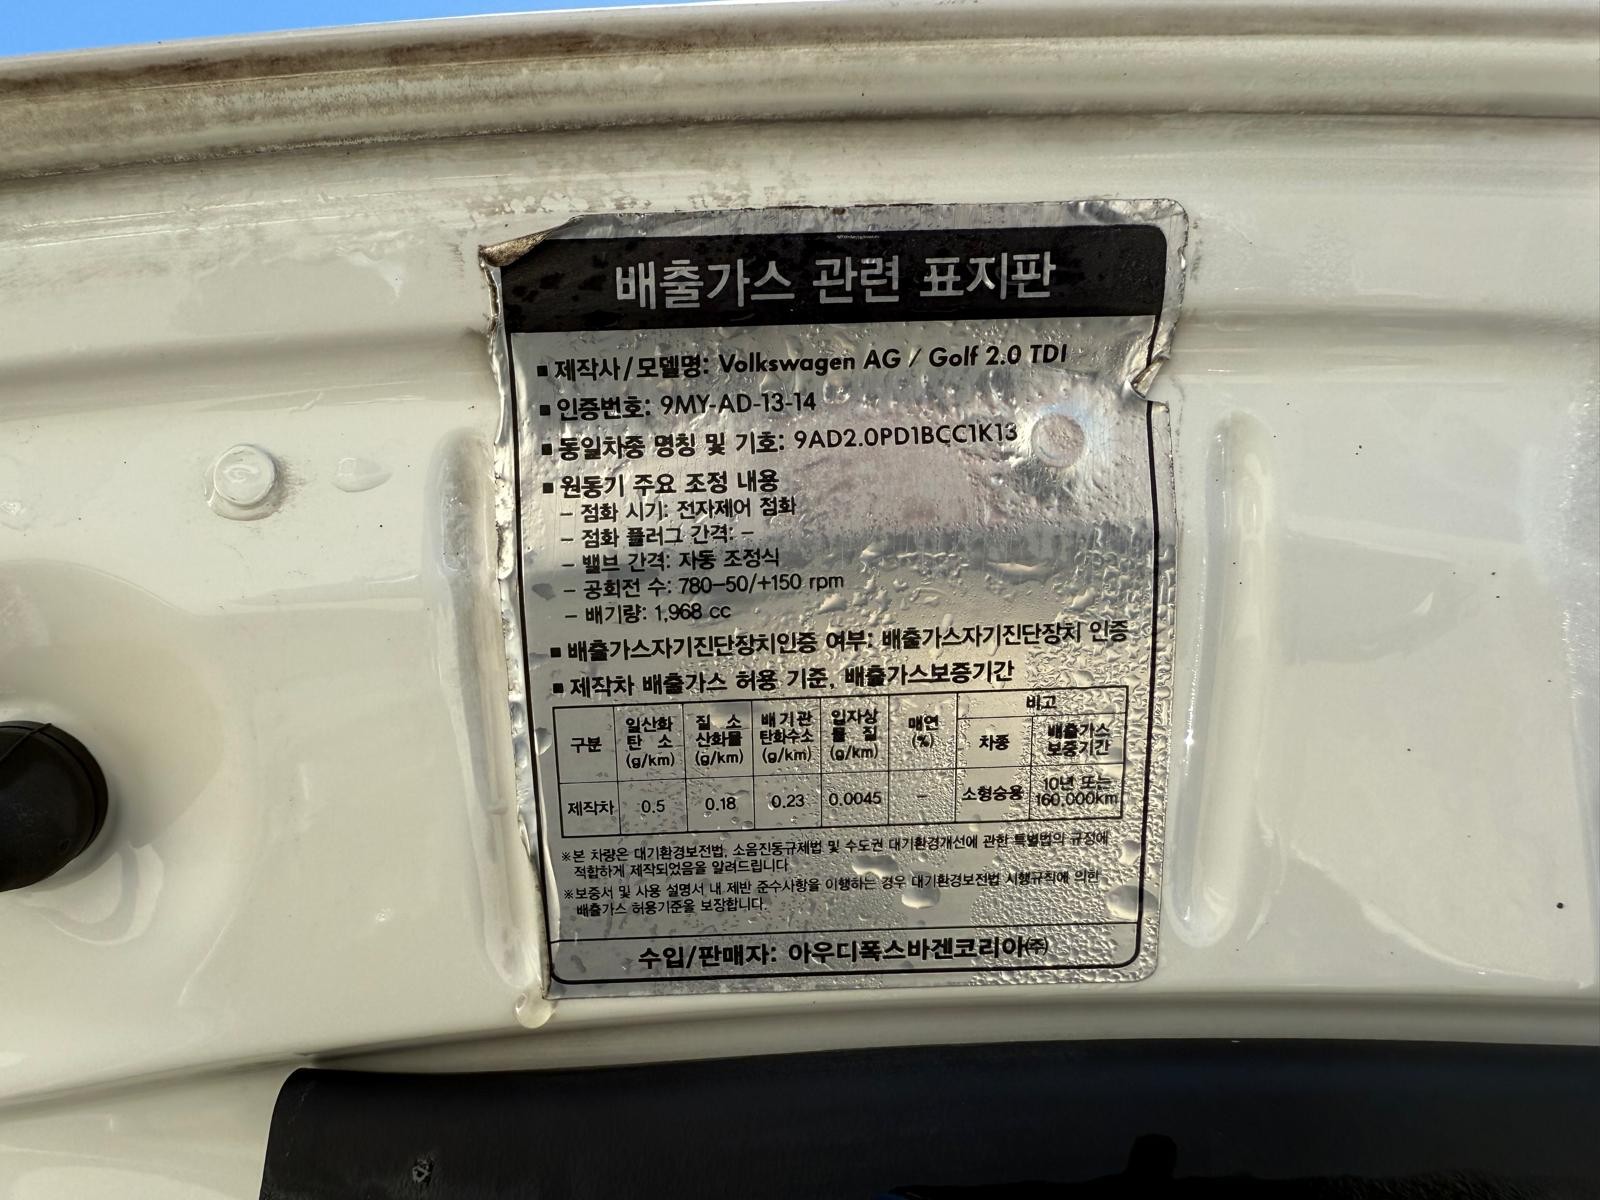 배출가스 관련 표지판
■ 제작사/모델명: Volkswagen AG / Golf 2.0 TDI
■ 인증번호: 9MY-AD-13-14
■ 동일차종 명칭 및 기호: 9AD2.0PD1BCC1K13
■ 원동기 주요 조정 내용
– 점화 시기: 전자제어 점화
– 점화 플러그 간격: –
– 밸브 간격: 자동 조정식
– 공회전 수: 780–50/+150 rpm
– 배기량: 1,968 cc
■ 배출가스자기진단장치인증 여부: 배출가스자기진단장치 인증
■ 제작차 배출가스 허용 기준, 배출가스보증기간
구분 일산화탄소 (g/km) 질소산화물 (g/km) 배기관탄화수소 (g/km) 입자상물질 (g/km) 매연 (%) 비고
차종 배출가스보증기간
제작차 0.5 0.18 0.23 0.0045 – 소형승용 10년 또는 160,000km
※본 차량은 대기환경보전법, 소음진동규제법 및 수도권 대기환경개선에 관한 특별법의 규정에
적합하게 제작되었음을 알려드립니다.
※보증서 및 사용 설명서 내 제반 준수사항을 이행하는 경우 대기환경보전법 시행규칙에 의한
배출가스 허용기준을 보장합니다.
수입/판매자: 아우디폭스바겐코리아㈜